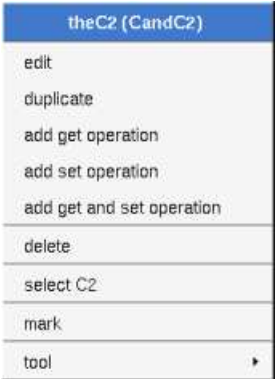 theC2 (CandC2)
edit
duplicate
add get operation
add set operation
add get and set operation
delete
select C2
mark
tool